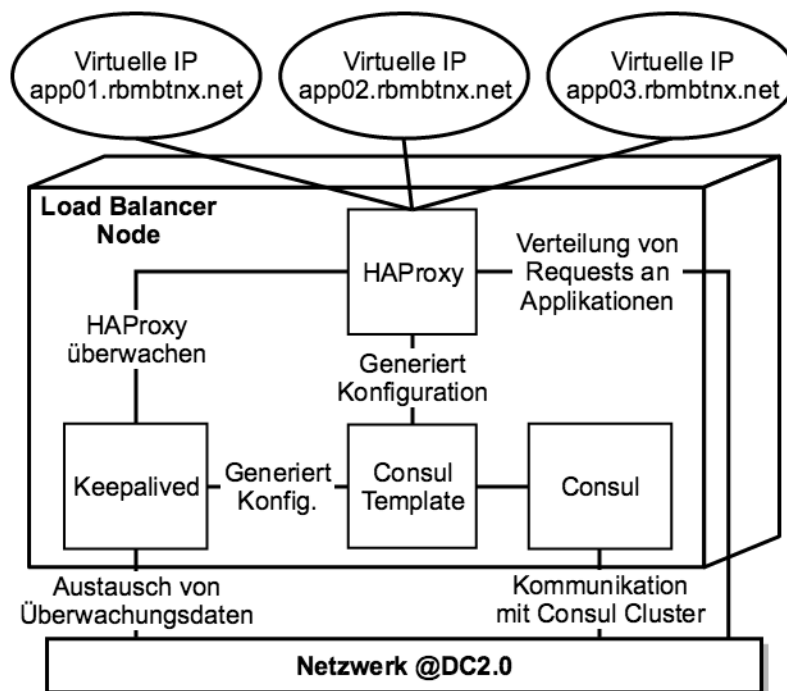 Virtuelle IP
app01.rbmbtnx.net
Virtuelle IP
app02.rbmbtnx.net
Virtuelle IP
app03.rbmbtnx.net
Load Balancer
Node
HAProxy
Verteilung von
Requests an
Applikationen
HAProxy
überwachen
Generiert
Konfiguration
Keepalived
Generiert
Konfig.
Consul
Template
Consul
Austausch von
Überwachungsdaten
Kommunikation
mit Consul Cluster
Netzwerk @DC2.0